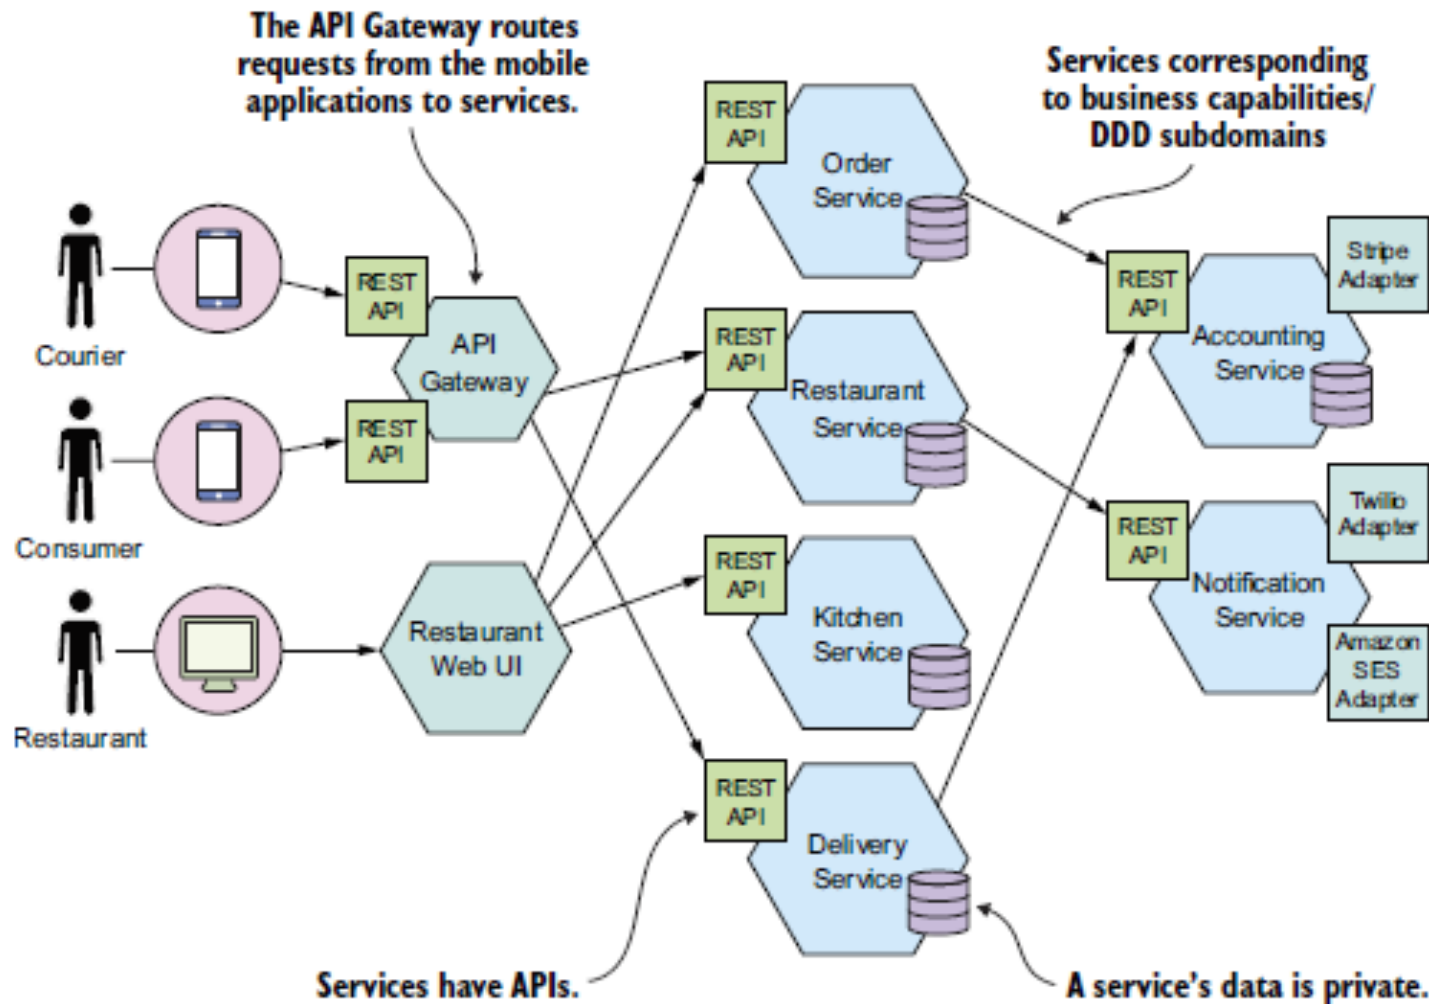 The API Gateway routes
requests from the mobile
applications to services.
Services corresponding
to business capabilities/
DDD subdomains
REST
API
Order
Service
Courier
REST
API
API
Gateway
REST
API
Consumer
REST
API
Restaurant
Service
REST
API
Accounting
Service
Stripe
Adapter
Restaurant
Restaurant
Web UI
REST
API
Kitchen
Service
REST
API
Notification
Service
Twillio
Adapter
Amazon
SES
Adapter
REST
API
Delivery
Service
Services have APIs.
A service's data is private.